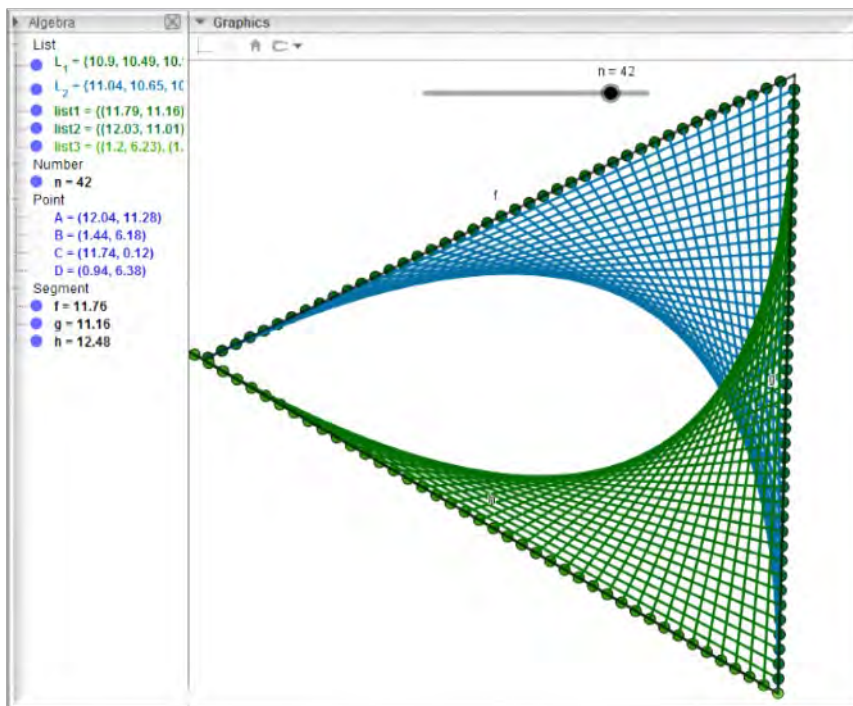 Algebra
List
L1 = (10.9, 10.49, 10.
L2 = (11.04, 10.65, 10
list1 = ((11.79, 11.16)
list2 = ((12.03, 11.01)
list3 = ((1.2, 6.23), (1.
Number
n = 42
Point
A = (12.04, 11.28)
B = (1.44, 6.18)
C = (11.74, 0.12)
D = (0.94, 6.38)
Segment
f = 11.76
g = 11.16
h = 12.48
Graphics
n = 42
f
g
h